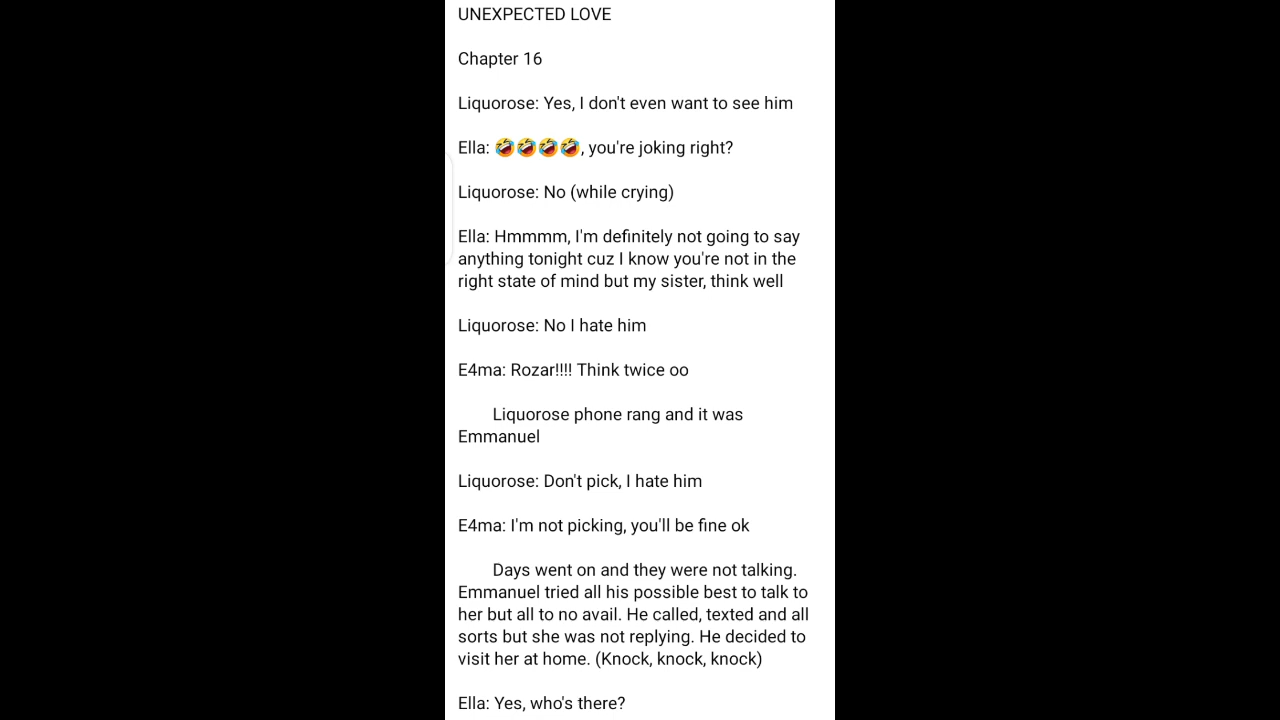 UNEXPECTED LOVE
Chapter 16
Liquorose: Yes, I don't even want to see him
Ella: 🤣🤣🤣🤣, you're joking right?
Liquorose: No (while crying)
Ella: Hmmmm, I'm definitely not going to say
anything tonight cuz I know you're not in the
right state of mind but my sister, think well
Liquorose: No I hate him
E4ma: Rozar!!!! Think twice oo
Liquorose phone rang and it was
Emmanuel
Liquorose: Don't pick, I hate him
E4ma: I'm not picking, you'll be fine ok
Days went on and they were not talking.
Emmanuel tried all his possible best to talk to
her but all to no avail. He called, texted and all
sorts but she was not replying. He decided to
visit her at home. (Knock, knock, knock)
Ella: Yes, who's there?